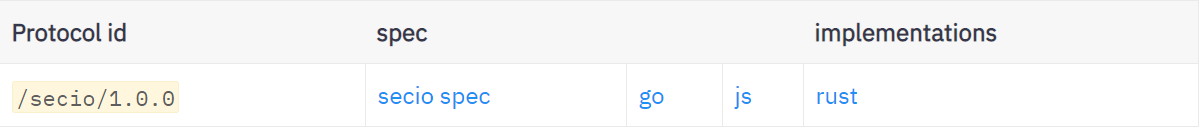 Protocol id spec implementations
/secio/1.0.0 secio spec go js rust